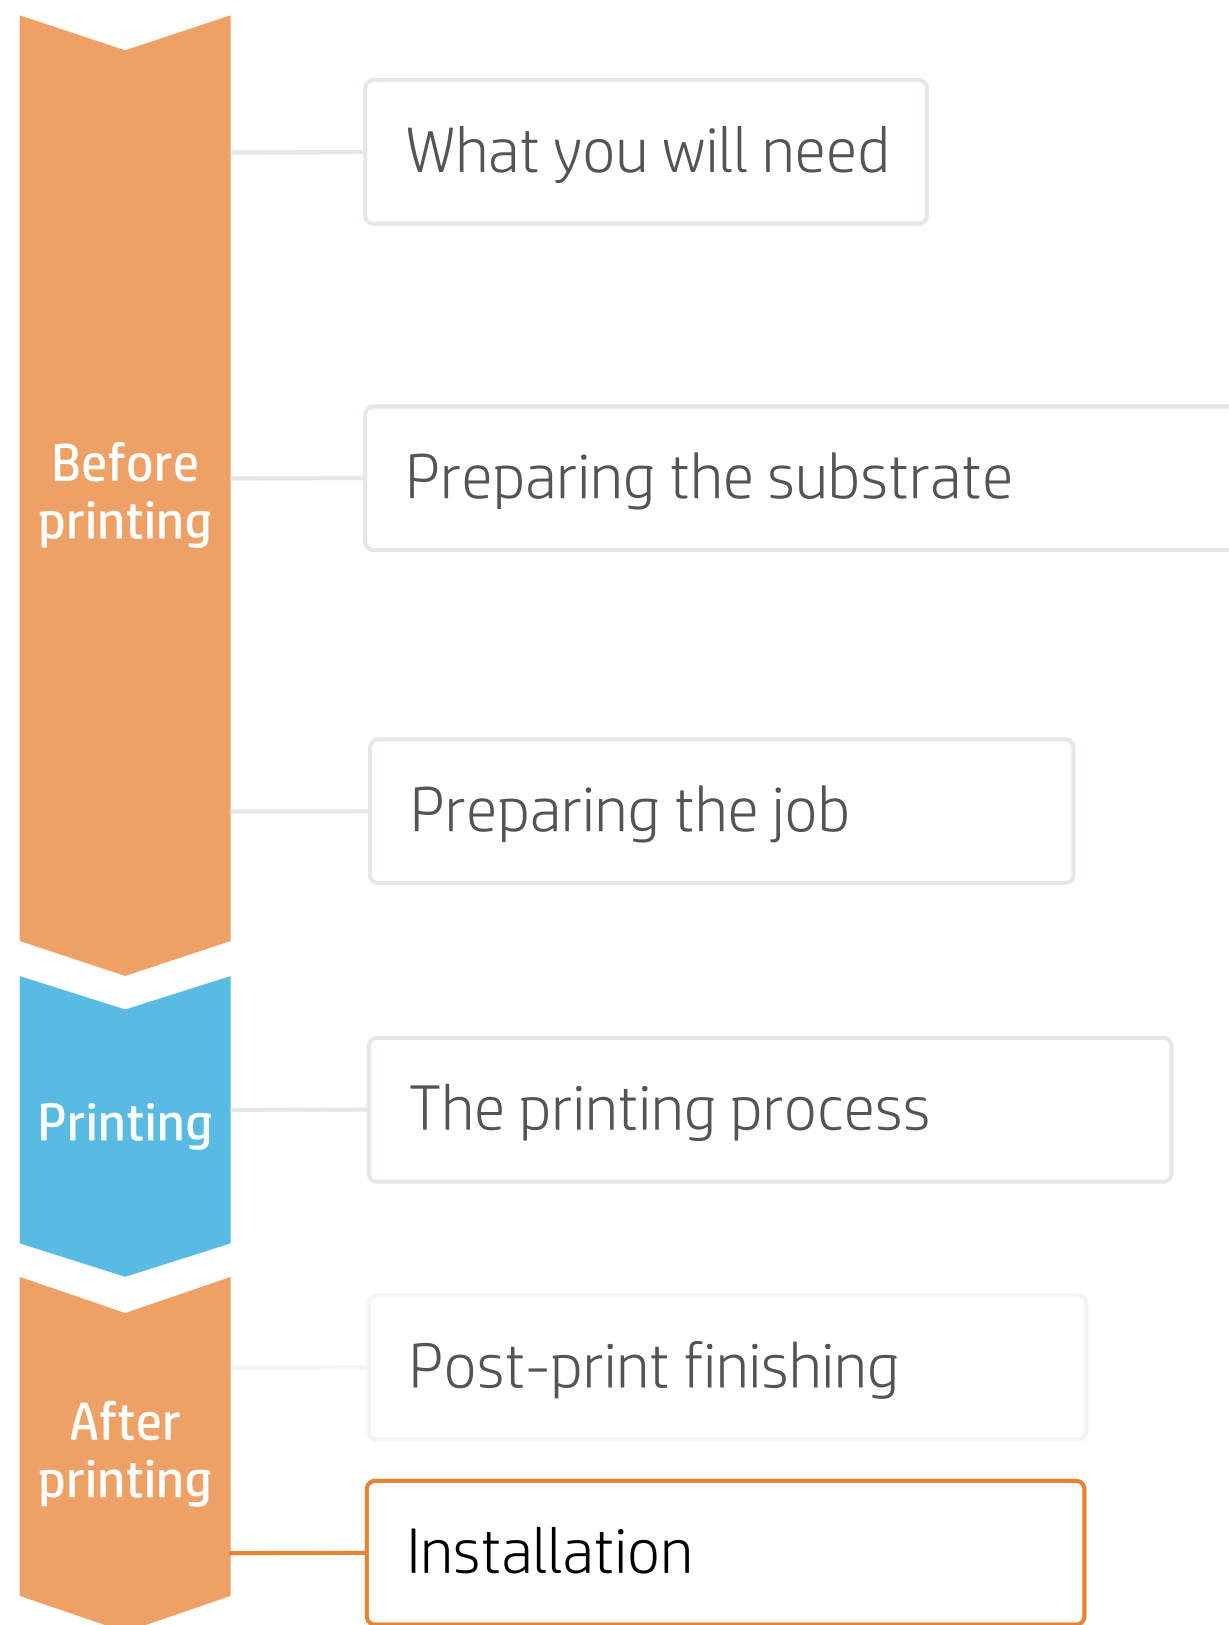 What you will need
Before
printing
Preparing the substrate
Preparing the job
Printing
The printing process
After
printing
Post-print finishing
Installation